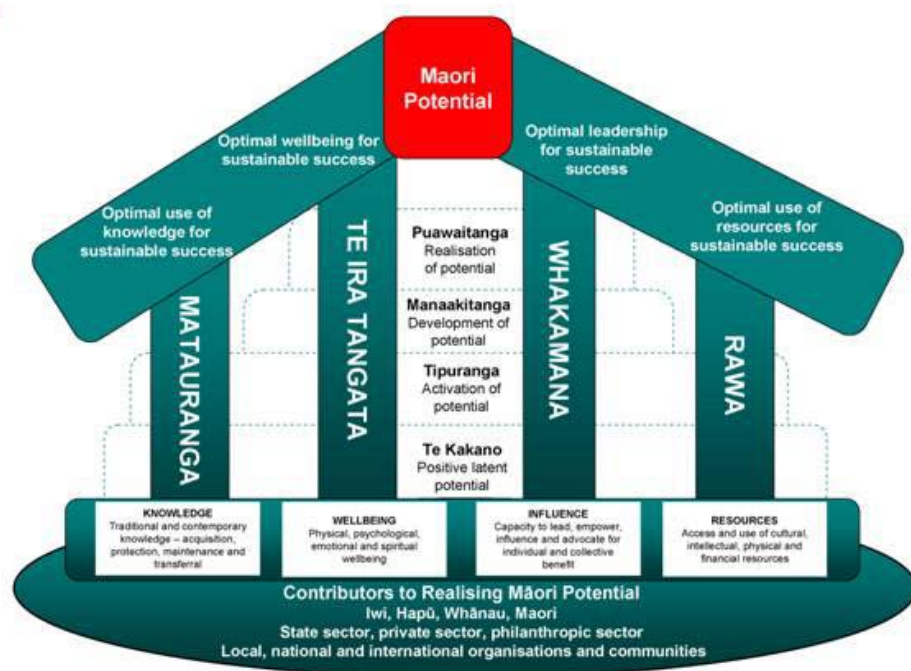 Maori
Potential
Optimal wellbeing for
sustainable success
Optimal leadership
for sustainable
success
Optimal use of
knowledge for
sustainable success
Optimal use of
resources for
sustainable success
MATAURANGA
TE IRA TANGATA
WHAKAMANA
RAWA
Puawaitanga
Realisation
of potential
Manaakitanga
Development of
potential
Tipuranga
Activation of
potential
Te Kakano
Positive latent
potential
KNOWLEDGE
Traditional and contemporary
knowledge – acquisition,
protection, maintenance and
transferral
WELLBEING
Physical, psychological,
emotional and spiritual
wellbeing
INFLUENCE
Capacity to lead, empower,
influence and advocate for
individual and collective
benefit
RESOURCES
Access and use of cultural,
intellectual, physical and
financial resources
Contributors to Realising Māori Potential
Iwi, Hapū, Whānau, Maori
State sector, private sector, philanthropic sector
Local, national and international organisations and communities